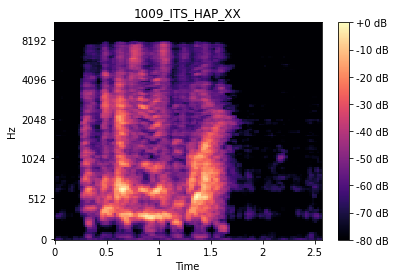 1009_ITS_HAP_XX
+0 dB
8192
-10 dB
4096
-20 dB
-30 dB
2048
-40 dB
Hz
1024
-50 dB
512
-60 dB
-70 dB
0
-80 dB
0 0.5 1 1.5 2 2.5
Time